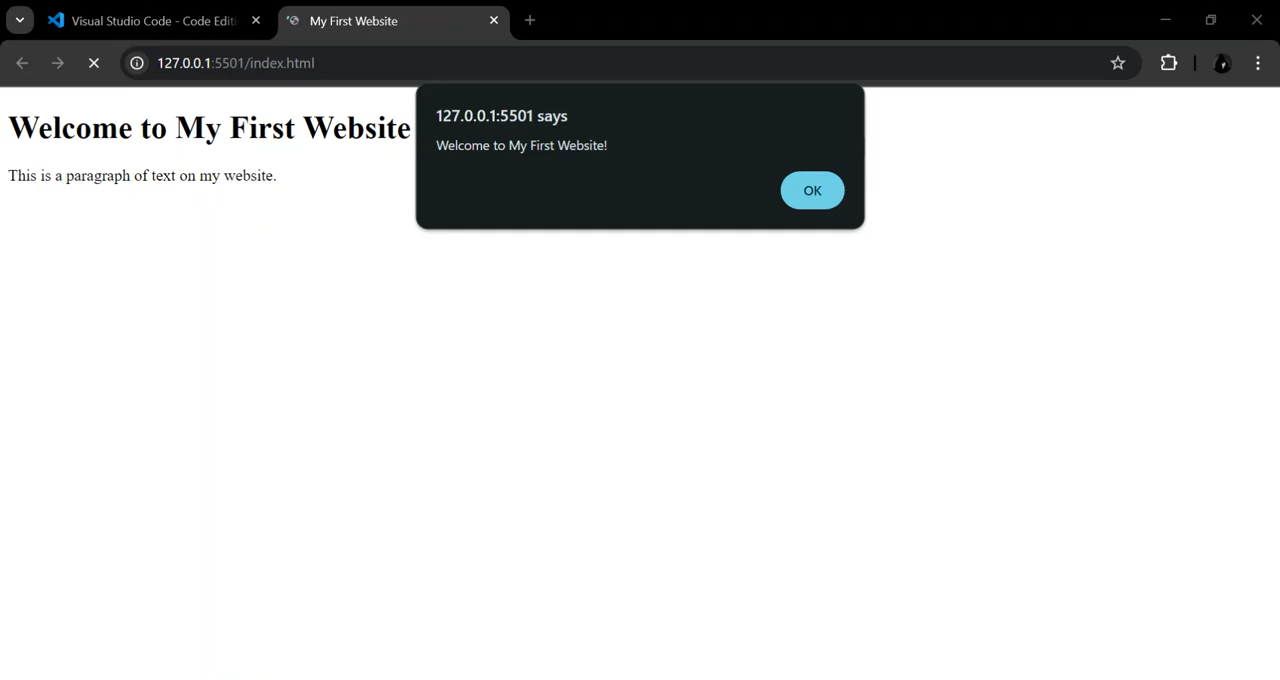 Visual Studio Code - Code Editi
My First Website
127.0.0.1:5501/index.html
127.0.0.1:5501 says
Welcome to My First Website!
OK
Welcome to My First Website
This is a paragraph of text on my website.